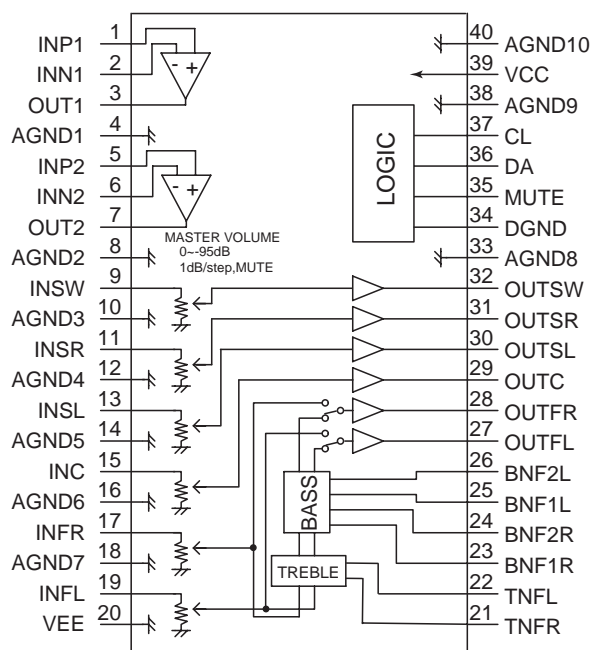 INP1 1
INN1 2
OUT1 3
AGND1 4
INP2 5
INN2 6
OUT2 7
AGND2 8
INSW 9
AGND3 10
INSR 11
AGND4 12
INSL 13
AGND5 14
INC 15
AGND6 16
INFR 17
AGND7 18
INFL 19
VEE 20
- +
- +
MASTER VOLUME
0~-95dB
1dB/step,MUTE
LOGIC
BASS
TREBLE
40 AGND10
39 VCC
38 AGND9
37 CL
36 DA
35 MUTE
34 DGND
33 AGND8
32 OUTSW
31 OUTSR
30 OUTSL
29 OUTC
28 OUTFR
27 OUTFL
26 BNF2L
25 BNF1L
24 BNF2R
23 BNF1R
22 TNFL
21 TNFR